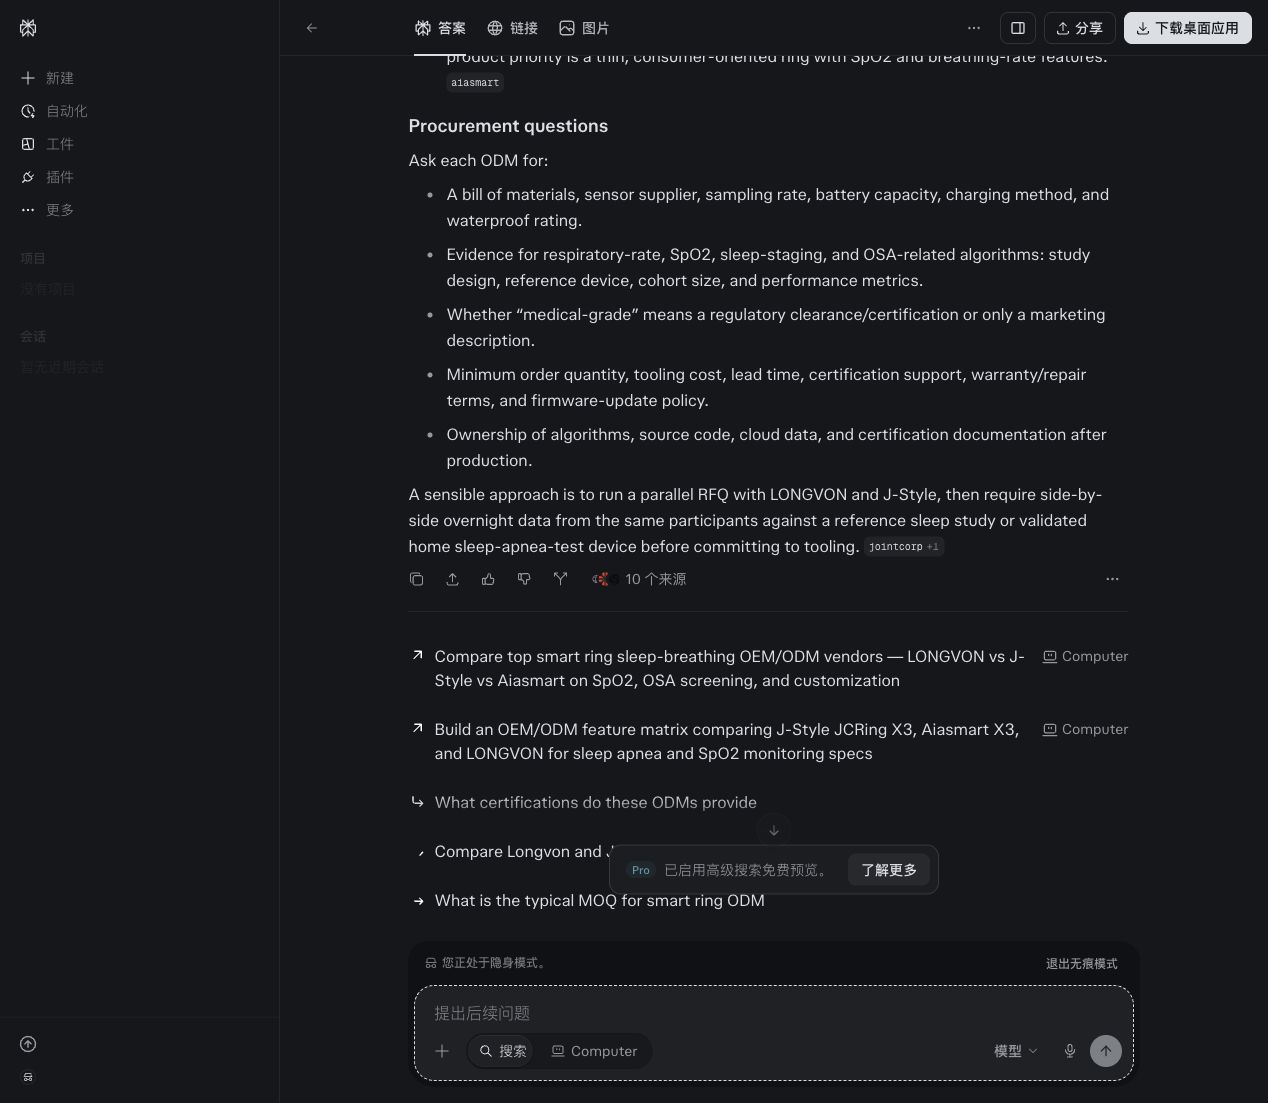 新建
自动化
工件
插件
更多
项目
没有项目
会话
暂无近期会话
答案
链接
图片
分享
下载桌面应用
product priority is a thin, consumer-oriented ring with SpO2 and breathing-rate features.
aiasmart
Procurement questions
Ask each ODM for:
A bill of materials, sensor supplier, sampling rate, battery capacity, charging method, and
waterproof rating.
Evidence for respiratory-rate, SpO2, sleep-staging, and OSA-related algorithms: study
design, reference device, cohort size, and performance metrics.
Whether “medical-grade” means a regulatory clearance/certification or only a marketing
description.
Minimum order quantity, tooling cost, lead time, certification support, warranty/repair
terms, and firmware-update policy.
Ownership of algorithms, source code, cloud data, and certification documentation after
production.
A sensible approach is to run a parallel RFQ with LONGVON and J-Style, then require side-by-
side overnight data from the same participants against a reference sleep study or validated
home sleep-apnea-test device before committing to tooling. jointcorp +1
10 个来源
Compare top smart ring sleep-breathing OEM/ODM vendors — LONGVON vs J-
Style vs Aiasmart on SpO2, OSA screening, and customization
Computer
Build an OEM/ODM feature matrix comparing J-Style JCRing X3, Aiasmart X3,
and LONGVON for sleep apnea and SpO2 monitoring specs
Computer
What certifications do these ODMs provide
Compare Longvon and J
Pro 已启用高级搜索免费预览。 了解更多
What is the typical MOQ for smart ring ODM
您正处于隐身模式。
退出无痕模式
提出后续问题
搜索
Computer
模型